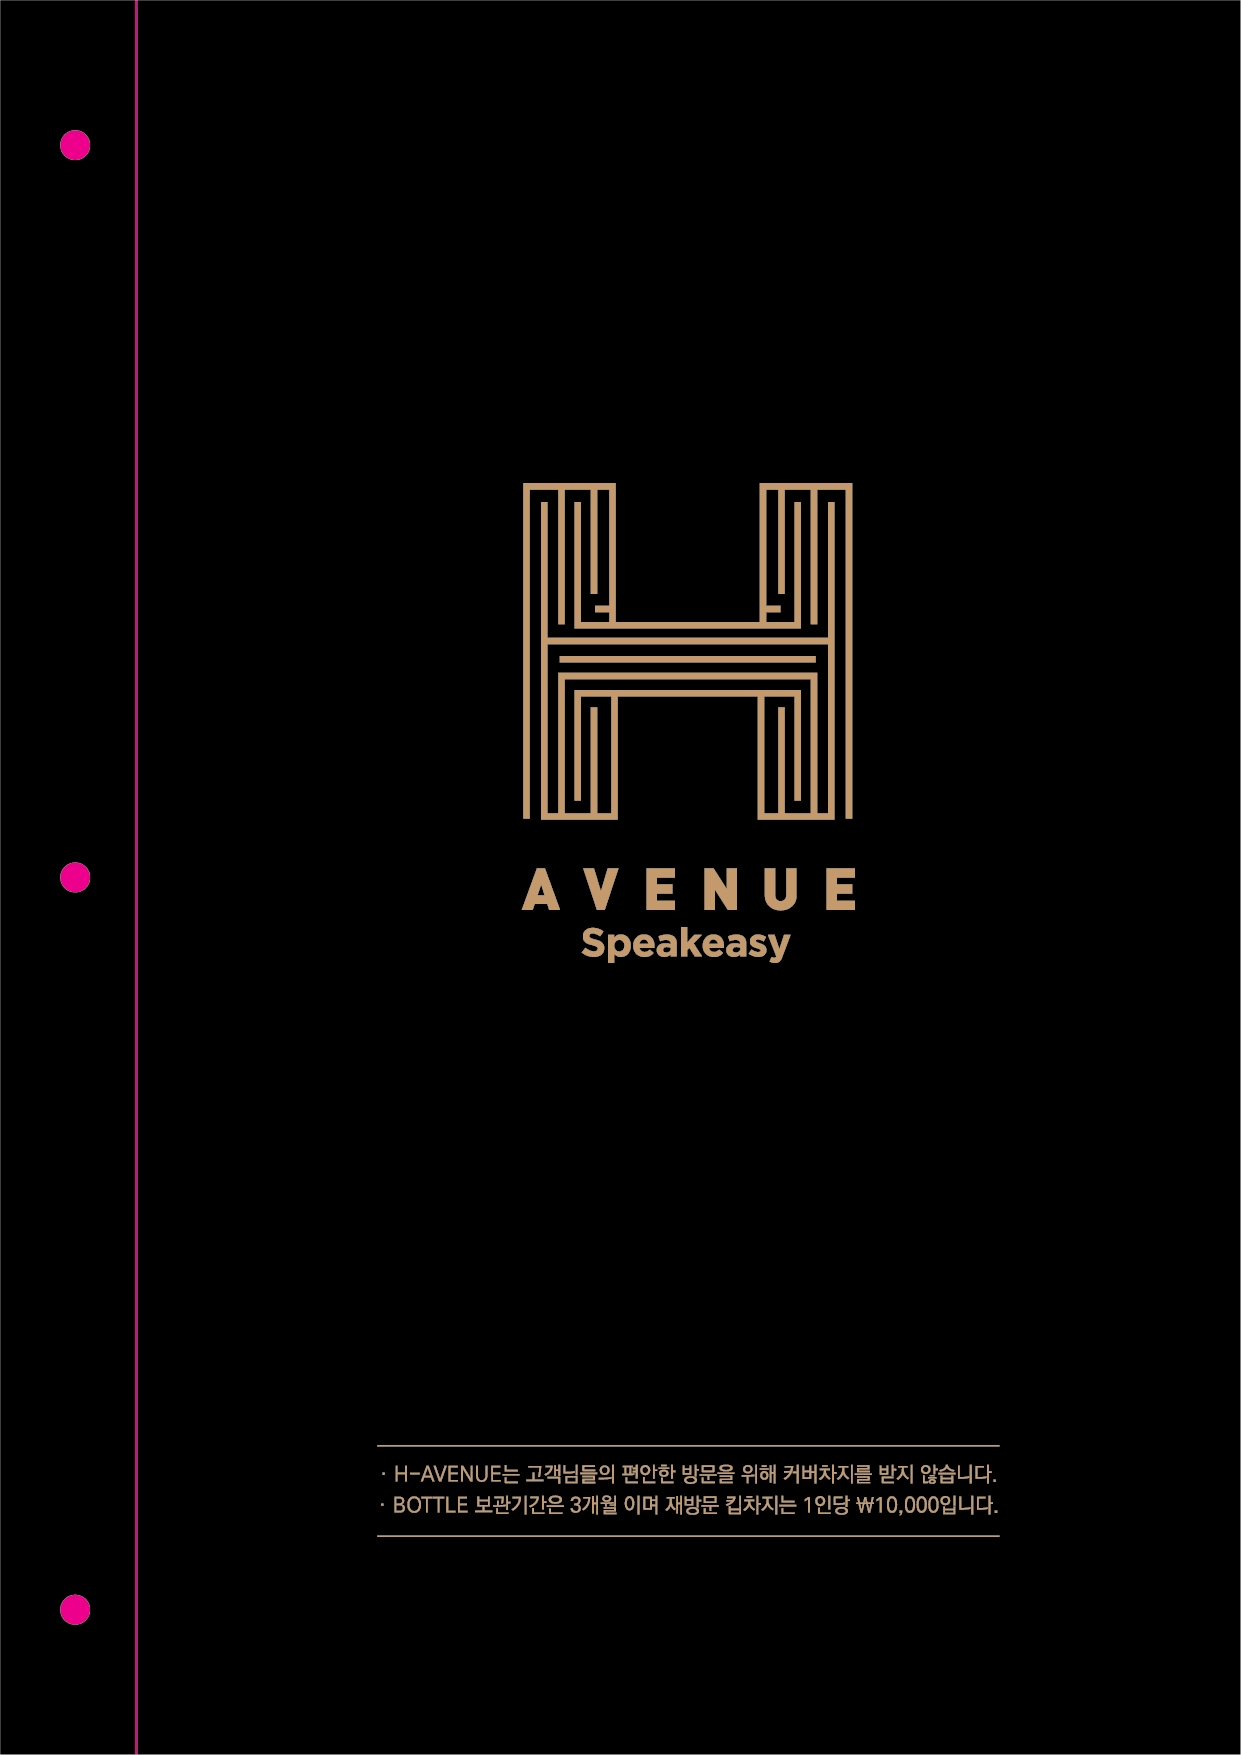 H
AVENUE
Speakeasy
· H-AVENUE는 고객님들의 편안한 방문을 위해 커버차지를 받지 않습니다.
· BOTTLE 보관기간은 3개월 이며 재방문 킵차지는 1인당 ₩10,000입니다.